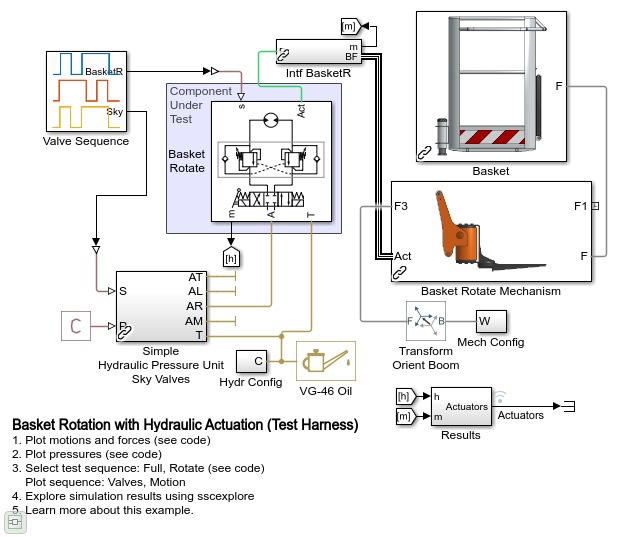 [m]
BasketR
Sky
Valve Sequence
m
BF
Intf BasketR
F
Basket
Component
Under
Test
s
Act
Basket
Rotate
m
A
T
[h]
F3
F1
Act
F
Basket Rotate Mechanism
S
P
AT
AL
AR
AM
T
C
Simple
Hydraulic Pressure Unit
Sky Valves
C
Hydr Config
VG-46 Oil
F
B
Transform
Orient Boom
W
Mech Config
[h]
[m]
h
m
Actuators
Results
Actuators
Basket Rotation with Hydraulic Actuation (Test Harness)
1. Plot motions and forces (see code)
2. Plot pressures (see code)
3. Select test sequence: Full, Rotate (see code)
Plot sequence: Valves, Motion
4. Explore simulation results using sscexplore
5. Learn more about this example.